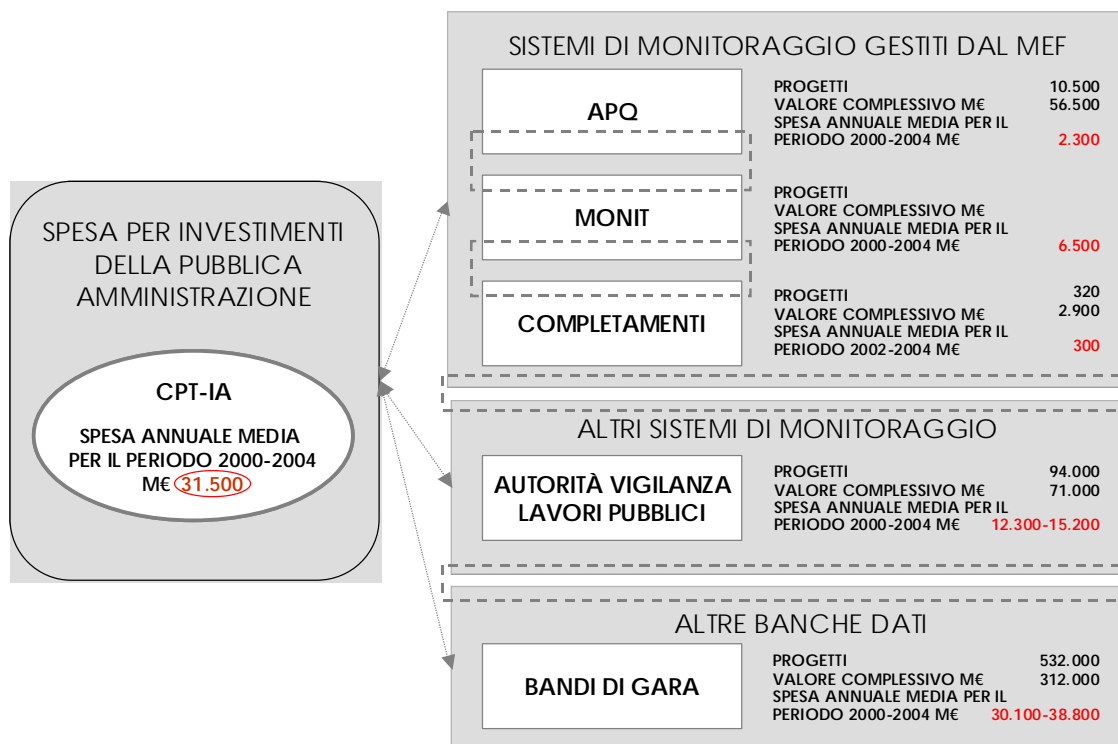 SPESA PER INVESTIMENTI
DELLA PUBBLICA
AMMINISTRAZIONE
CPT-IA
SPESA ANNUALE MEDIA
PER IL PERIODO 2000-2004
M€ 31.500
SISTEMI DI MONITORAGGIO GESTITI DAL MEF
APQ
PROGETTI 10.500
VALORE COMPLESSIVO M€ 56.500
SPESA ANNUALE MEDIA PER IL
PERIODO 2000-2004 M€ 2.300
MONIT
PROGETTI
VALORE COMPLESSIVO M€
SPESA ANNUALE MEDIA PER IL
PERIODO 2000-2004 M€ 6.500
COMPLETAMENTI
PROGETTI 320
VALORE COMPLESSIVO M€ 2.900
SPESA ANNUALE MEDIA PER IL
PERIODO 2002-2004 M€ 300
ALTRI SISTEMI DI MONITORAGGIO
AUTORITÀ VIGILANZA
LAVORI PUBBLICI
PROGETTI 94.000
VALORE COMPLESSIVO M€ 71.000
SPESA ANNUALE MEDIA PER IL
PERIODO 2000-2004 M€ 12.300-15.200
ALTRE BANCHE DATI
BANDI DI GARA
PROGETTI 532.000
VALORE COMPLESSIVO M€ 312.000
SPESA ANNUALE MEDIA PER IL
PERIODO 2000-2004 M€ 30.100-38.800